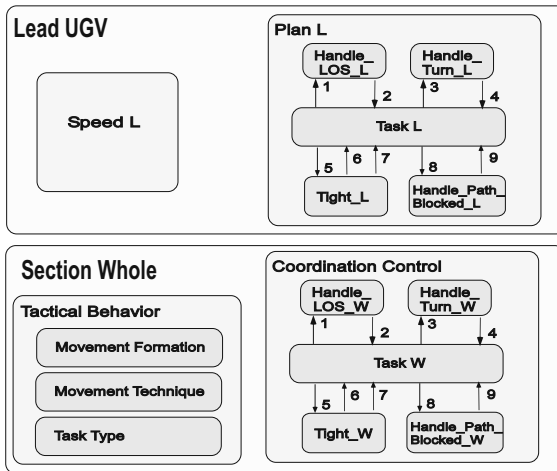 Lead UGV
Plan L
Speed L
Handle_
LOS_L
Handle_
Turn_L
1
2
3
4
Task L
5
6
7
8
9
Tight_L
Handle_Path_
Blocked_L
Section Whole
Coordination Control
Tactical Behavior
Movement Formation
Movement Technique
Task Type
Handle_
LOS_W
Handle_
Turn_W
1
2
3
4
Task W
5
6
7
8
9
Tight_W
Handle_Path_
Blocked_W